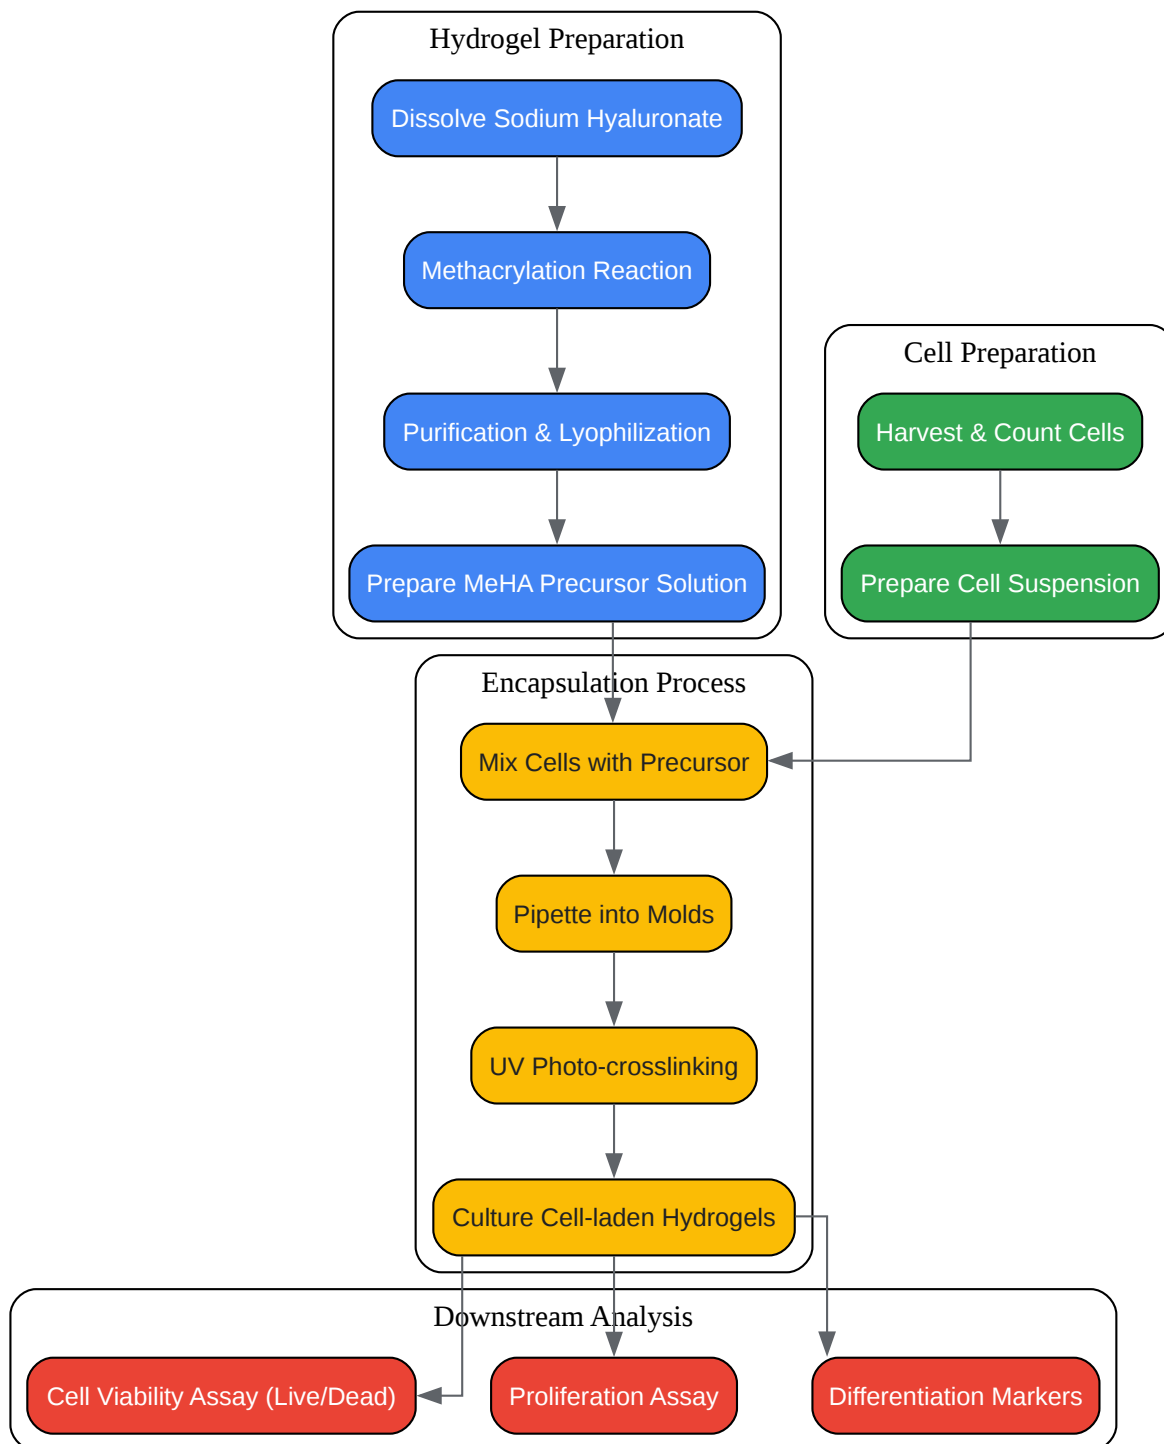 Hydrogel Preparation
Dissolve Sodium Hyaluronate
Methacrylation Reaction
Purification & Lyophilization
Prepare MeHA Precursor Solution
Cell Preparation
Harvest & Count Cells
Prepare Cell Suspension
Encapsulation Process
Mix Cells with Precursor
Pipette into Molds
UV Photo-crosslinking
Culture Cell-laden Hydrogels
Downstream Analysis
Cell Viability Assay (Live/Dead)
Proliferation Assay
Differentiation Markers